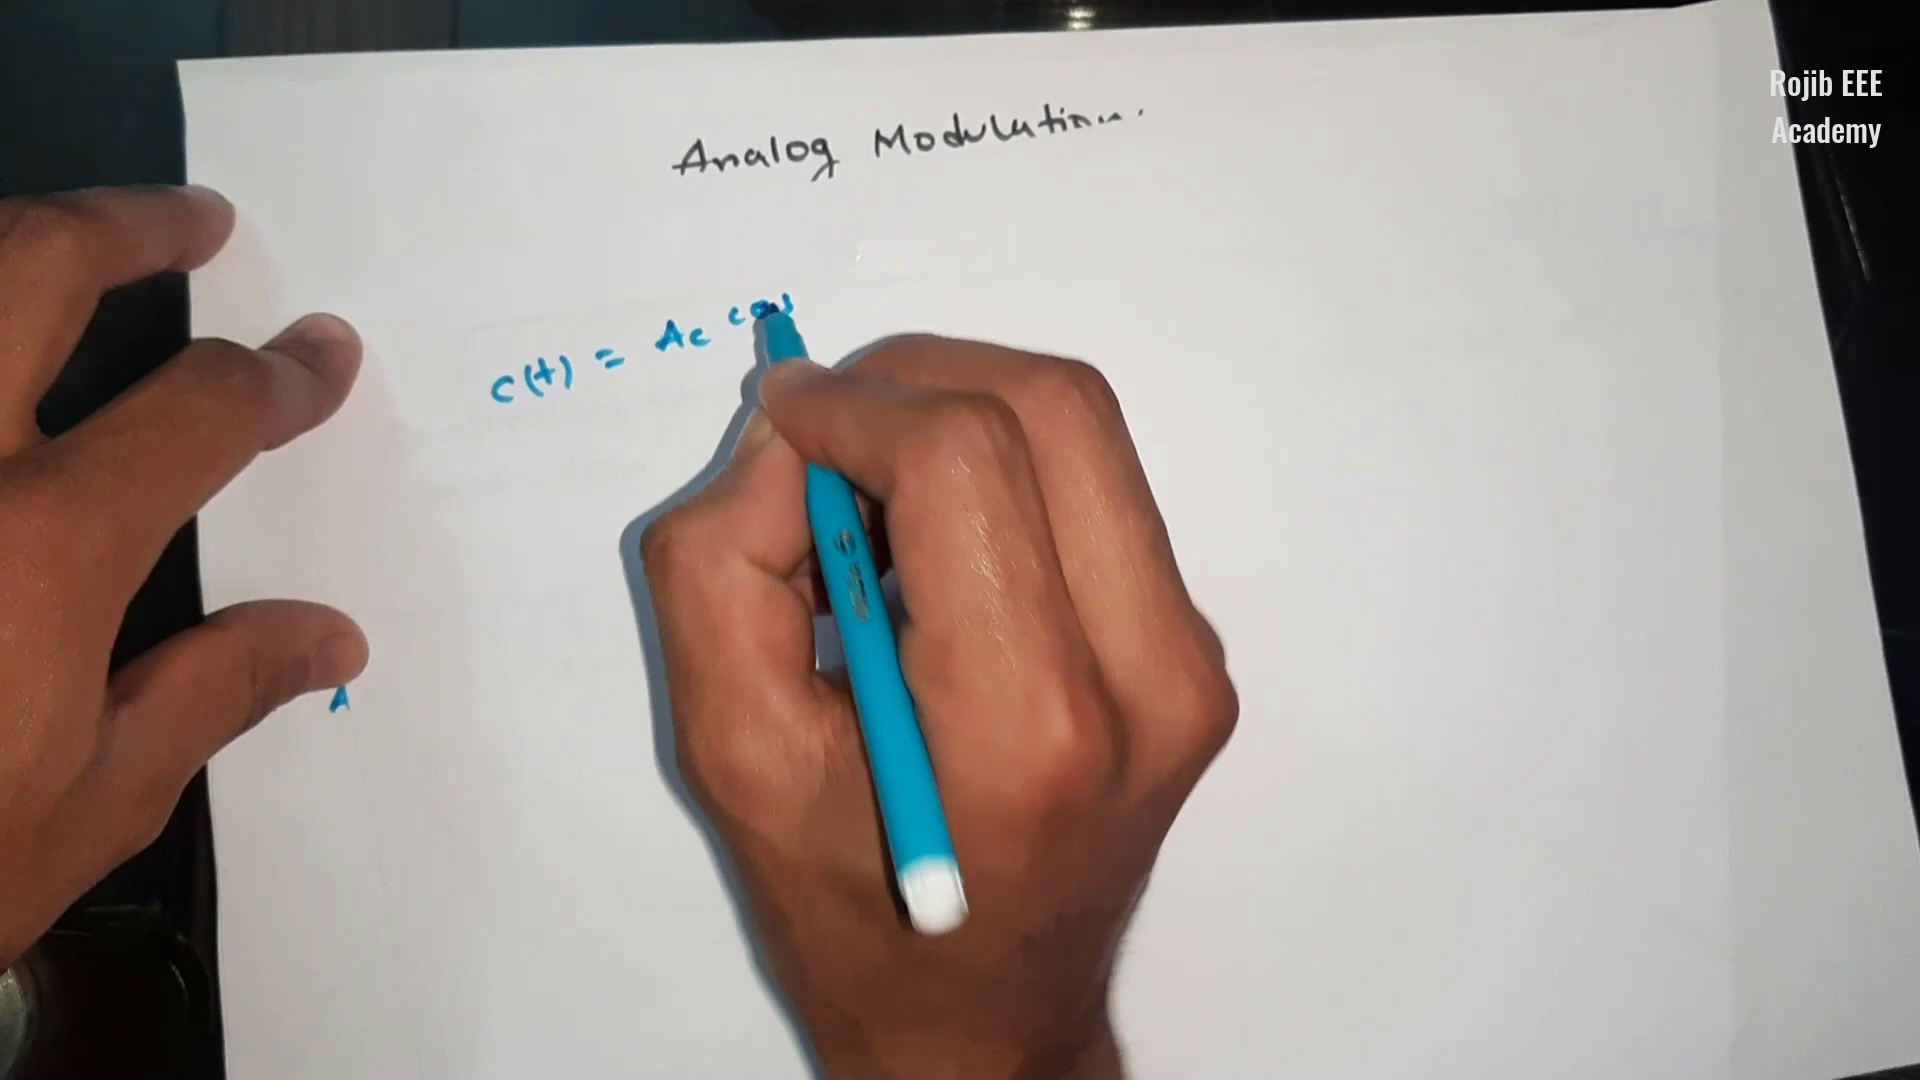 Rojib EEE
Academy
Analog Modulation.
c(t) = Ac cos
A